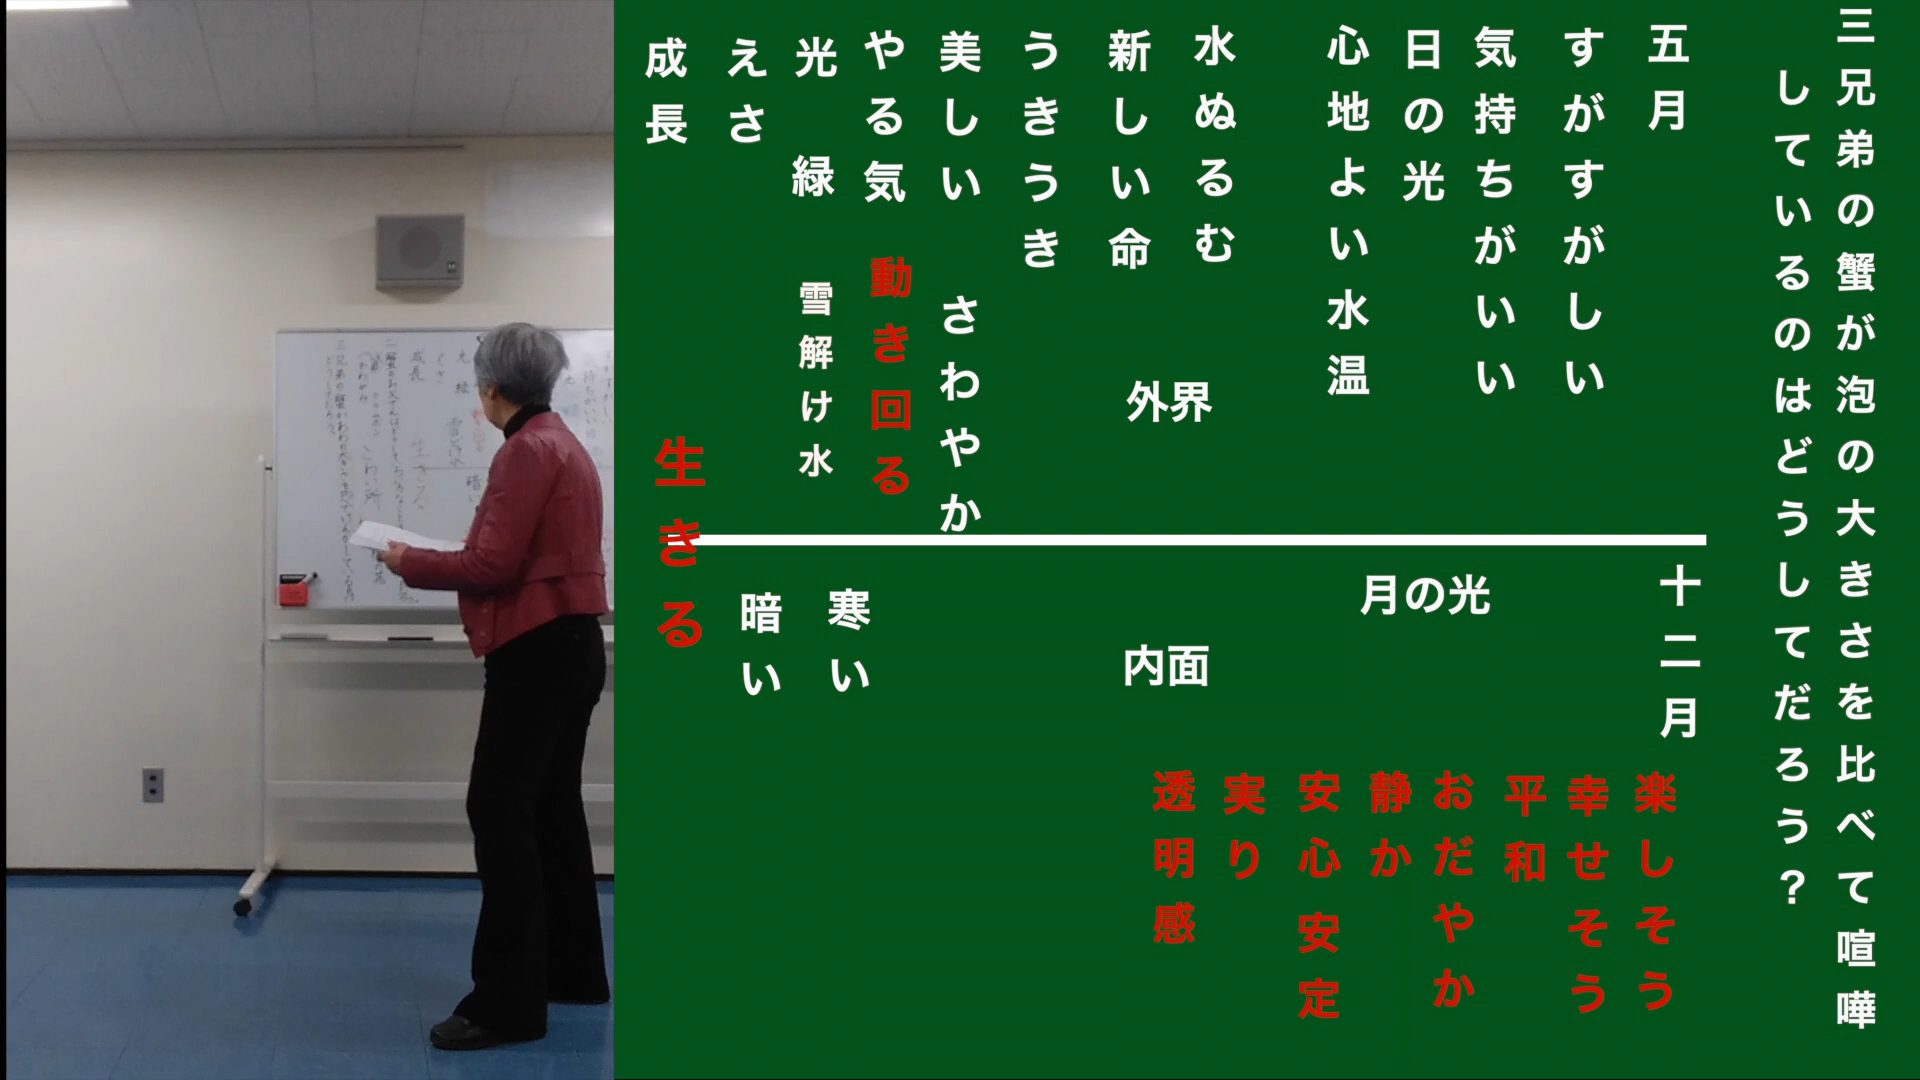 三兄弟の蟹が泡の大きさを比べて喧嘩
しているのはどうしてだろう？
五月
すがすがしい
気持ちがいい
日の光
心地よい水温
水ぬるむ
新しい命
うきうき
美しい さわやか
やる気 動き回る
光 緑 雪解け水
えさ
成長
外界
生きる
十二月
月の光
内面
寒い
暗い
楽しそう
幸せそう
平和
おだやか
静か
安心 安定
実り
透明感